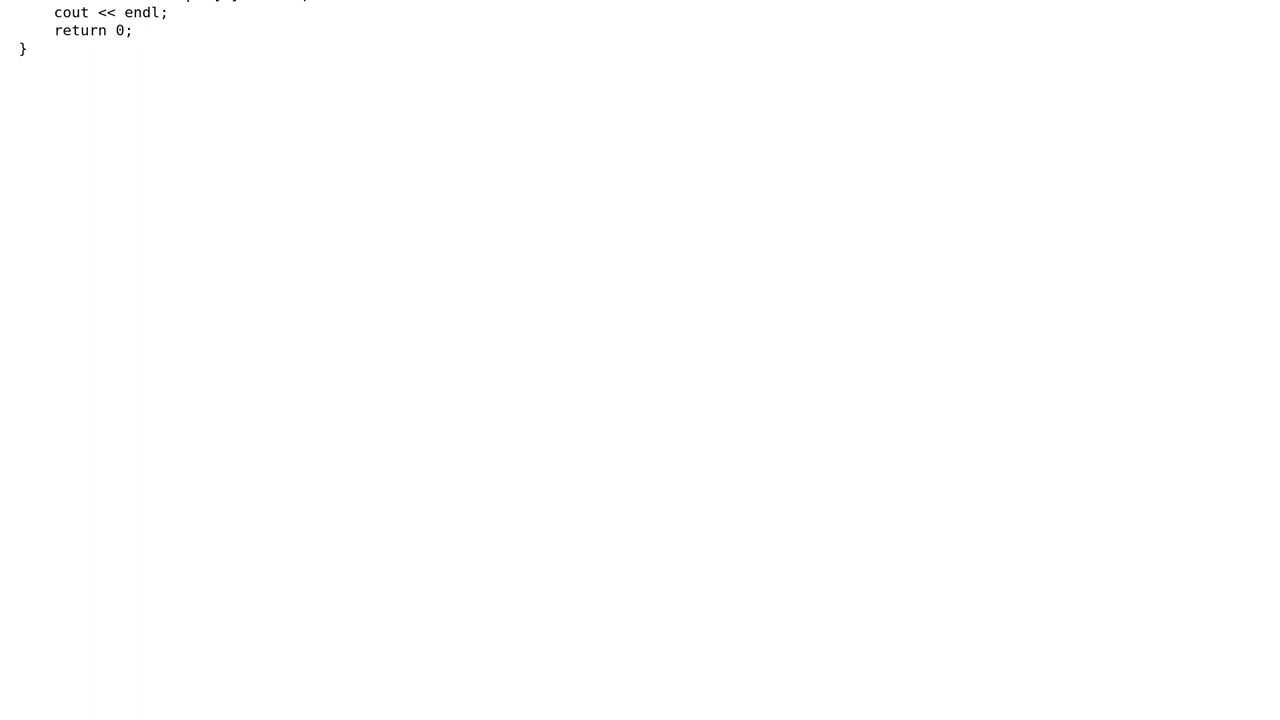 cout << endl;
    return 0;
}